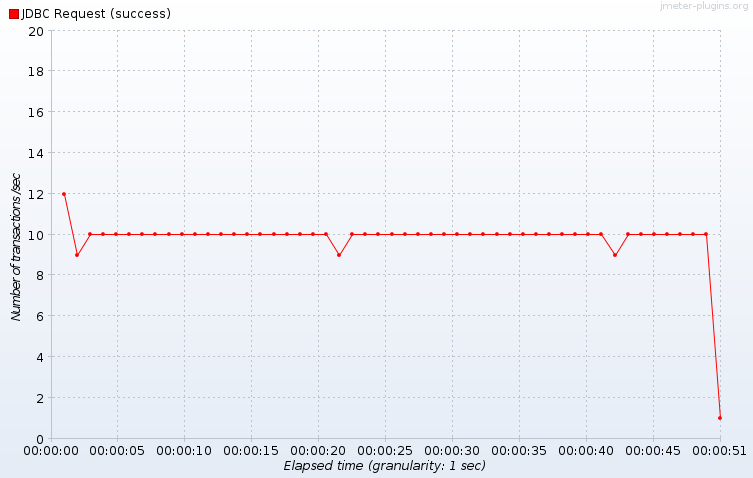 jmeter-plugins.org
JDBC Request (success)
20
18
16
14
12
10
8
6
4
2
0
Number of transactions /sec
00:00:00 00:00:05 00:00:10 00:00:15 00:00:20 00:00:25 00:00:30 00:00:35 00:00:40 00:00:45 00:00:51
Elapsed time (granularity: 1 sec)